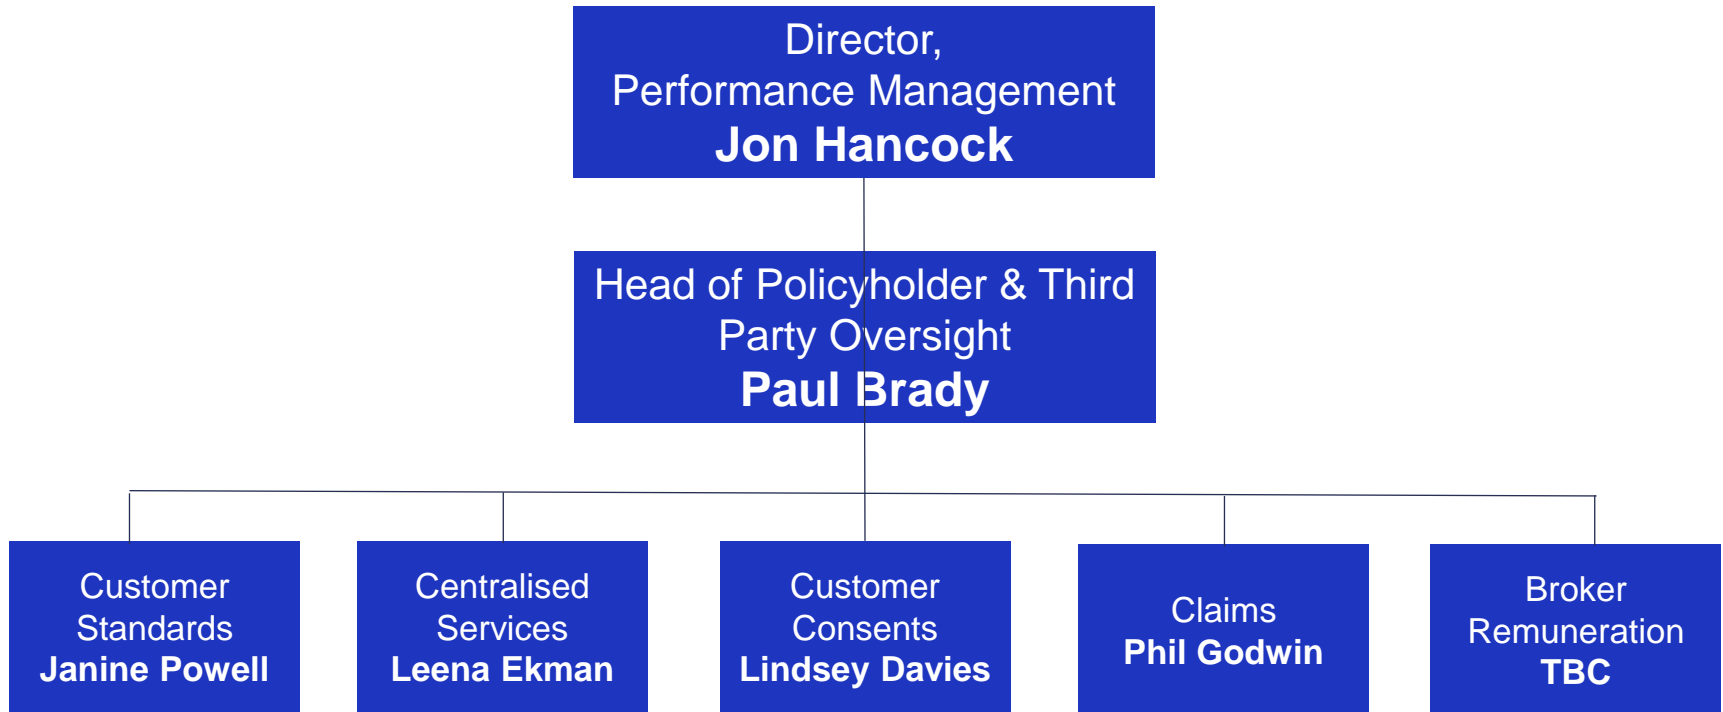 Director,
Performance Management
Jon Hancock
Head of Policyholder & Third
Party Oversight
Paul Brady
Customer
Standards
Janine Powell
Centralised
Services
Leena Ekman
Customer
Consents
Lindsey Davies
Claims
Phil Godwin
Broker
Remuneration
TBC